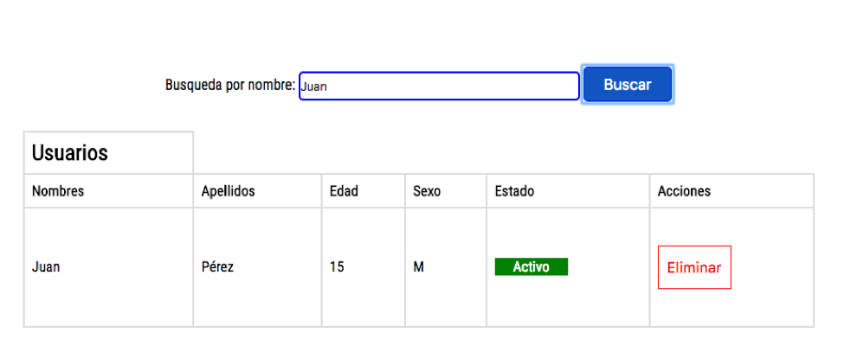 Busqueda por nombre: Juan Buscar
Usuarios
Nombres Apellidos Edad Sexo Estado Acciones
Juan Pérez 15 M Activo Eliminar